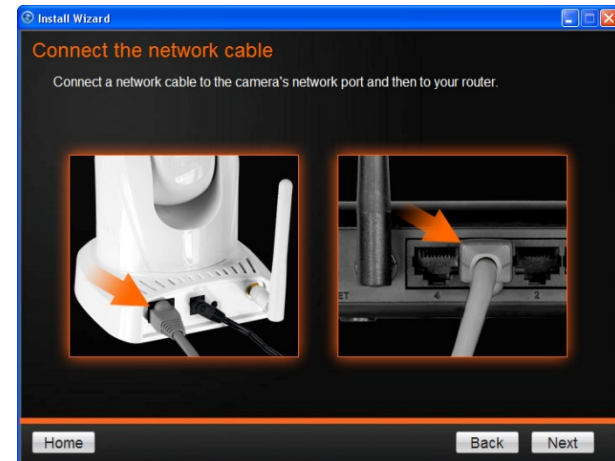 Install Wizard
Connect the network cable
Connect a network cable to the camera's network port and then to your router.
ET
4
2
Home
Back
Next